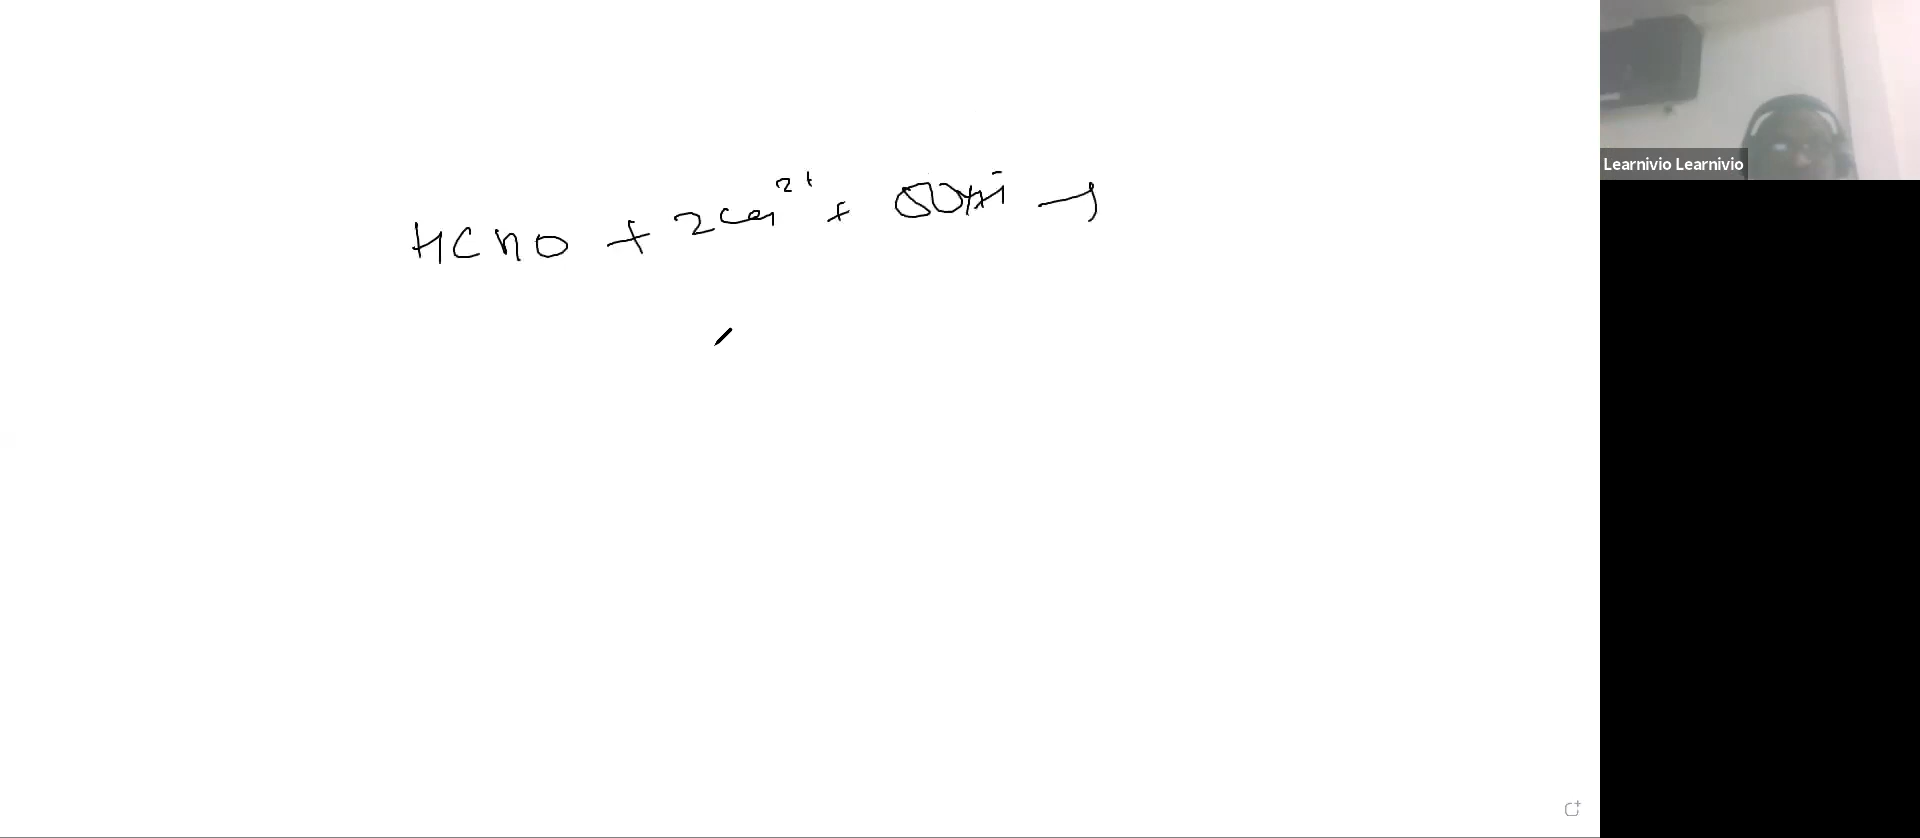 HCHO + 2Cu²⁺ + 5OH⁻ →
Learnivio Learnivio